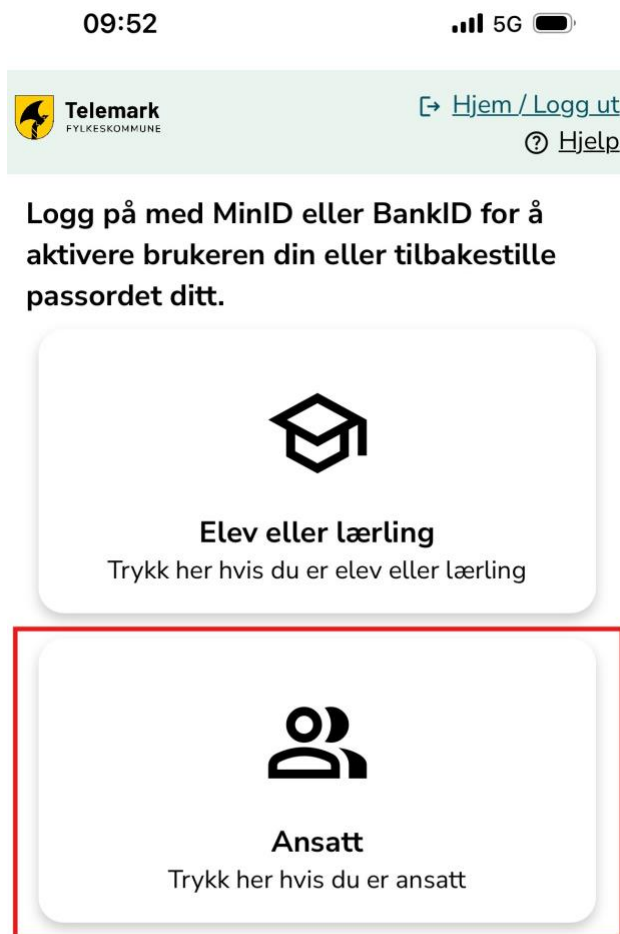 09:52
5G
Telemark
FYLKESKOMMUNE
Hjem / Logg ut
Hjelp
Logg på med MinID eller BankID for å
aktivere brukeren din eller tilbakestille
passordet ditt.
Elev eller lærling
Trykk her hvis du er elev eller lærling
Ansatt
Trykk her hvis du er ansatt